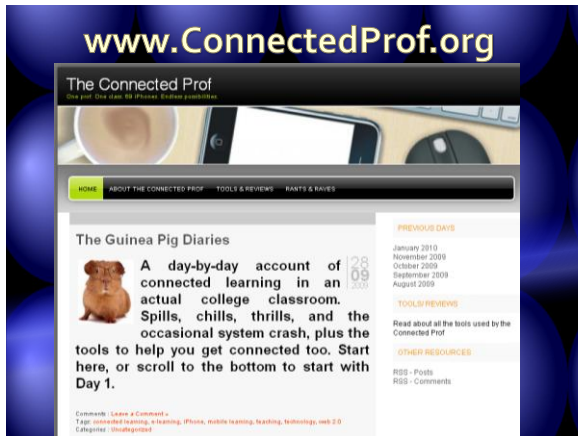 www.ConnectedProf.org
The Connected Prof
One prof. One class. 59 iPhones. Endless possibilities.
HOME ABOUT THE CONNECTED PROF TOOLS & REVIEWS RANTS & RAVES
The Guinea Pig Diaries
28
09
2009
A day-by-day account of
connected learning in an
actual college classroom.
Spills, chills, thrills, and the
occasional system crash, plus the
tools to help you get connected too. Start
here, or scroll to the bottom to start with
Day 1.
Comments : Leave a Comment »
Tags: connected learning, e-learning, iPhone, mobile learning, teaching, technology, web 2.0
Categories : Uncategorized
PREVIOUS DAYS
January 2010
November 2009
October 2009
September 2009
August 2009
TOOLS/REVIEWS
Read about all the tools used by the
Connected Prof
OTHER RESOURCES
RSS - Posts
RSS - Comments